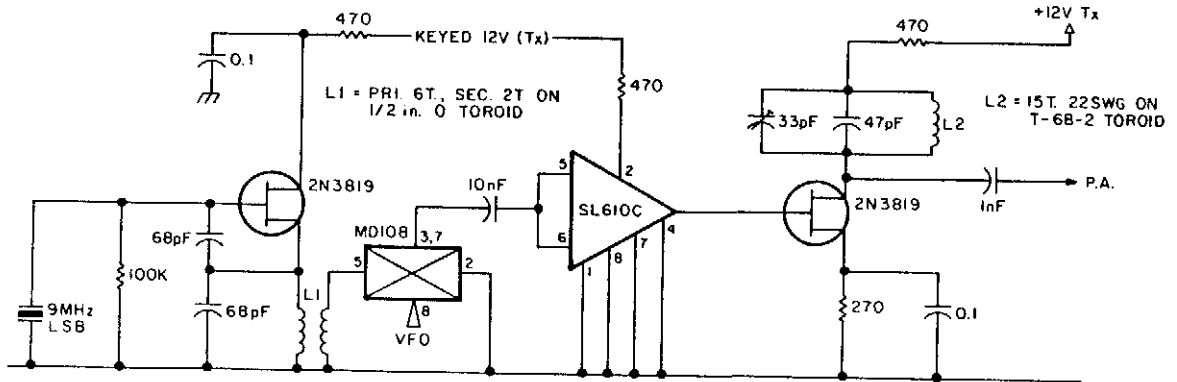 470
+12V Tx
470
KEYED 12V (Tx)
0.1
470
L1 = PRI. 6T., SEC. 2T ON
1/2 in. O TOROID
33pF
47pF
L2
L2 = 15T. 22SWG ON
T-68-2 TOROID
2N3819
10nF
5
2
SL610C
6
1
8
7
4
2N3819
1nF
P.A.
68pF
MD108
3,7
5
2
8
VFO
100K
68pF
L1
9MHz
LSB
270
0.1